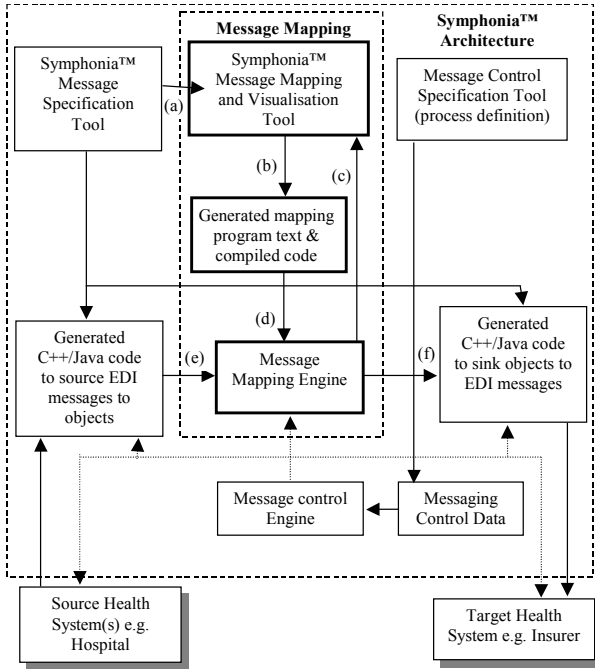 Message Mapping
Symphonia™
Architecture
Symphonia™
Message
Specification
Tool
(a)
Symphonia™
Message Mapping
and Visualisation
Tool
Message Control
Specification Tool
(process definition)
(b)
(c)
Generated mapping
program text &
compiled code
(d)
Generated
C++/Java code
to source EDI
messages to
objects
(e)
Message
Mapping Engine
(f)
Generated
C++/Java code
to sink objects to
EDI messages
Message control
Engine
Messaging
Control Data
Source Health
System(s) e.g.
Hospital
Target Health
System e.g. Insurer